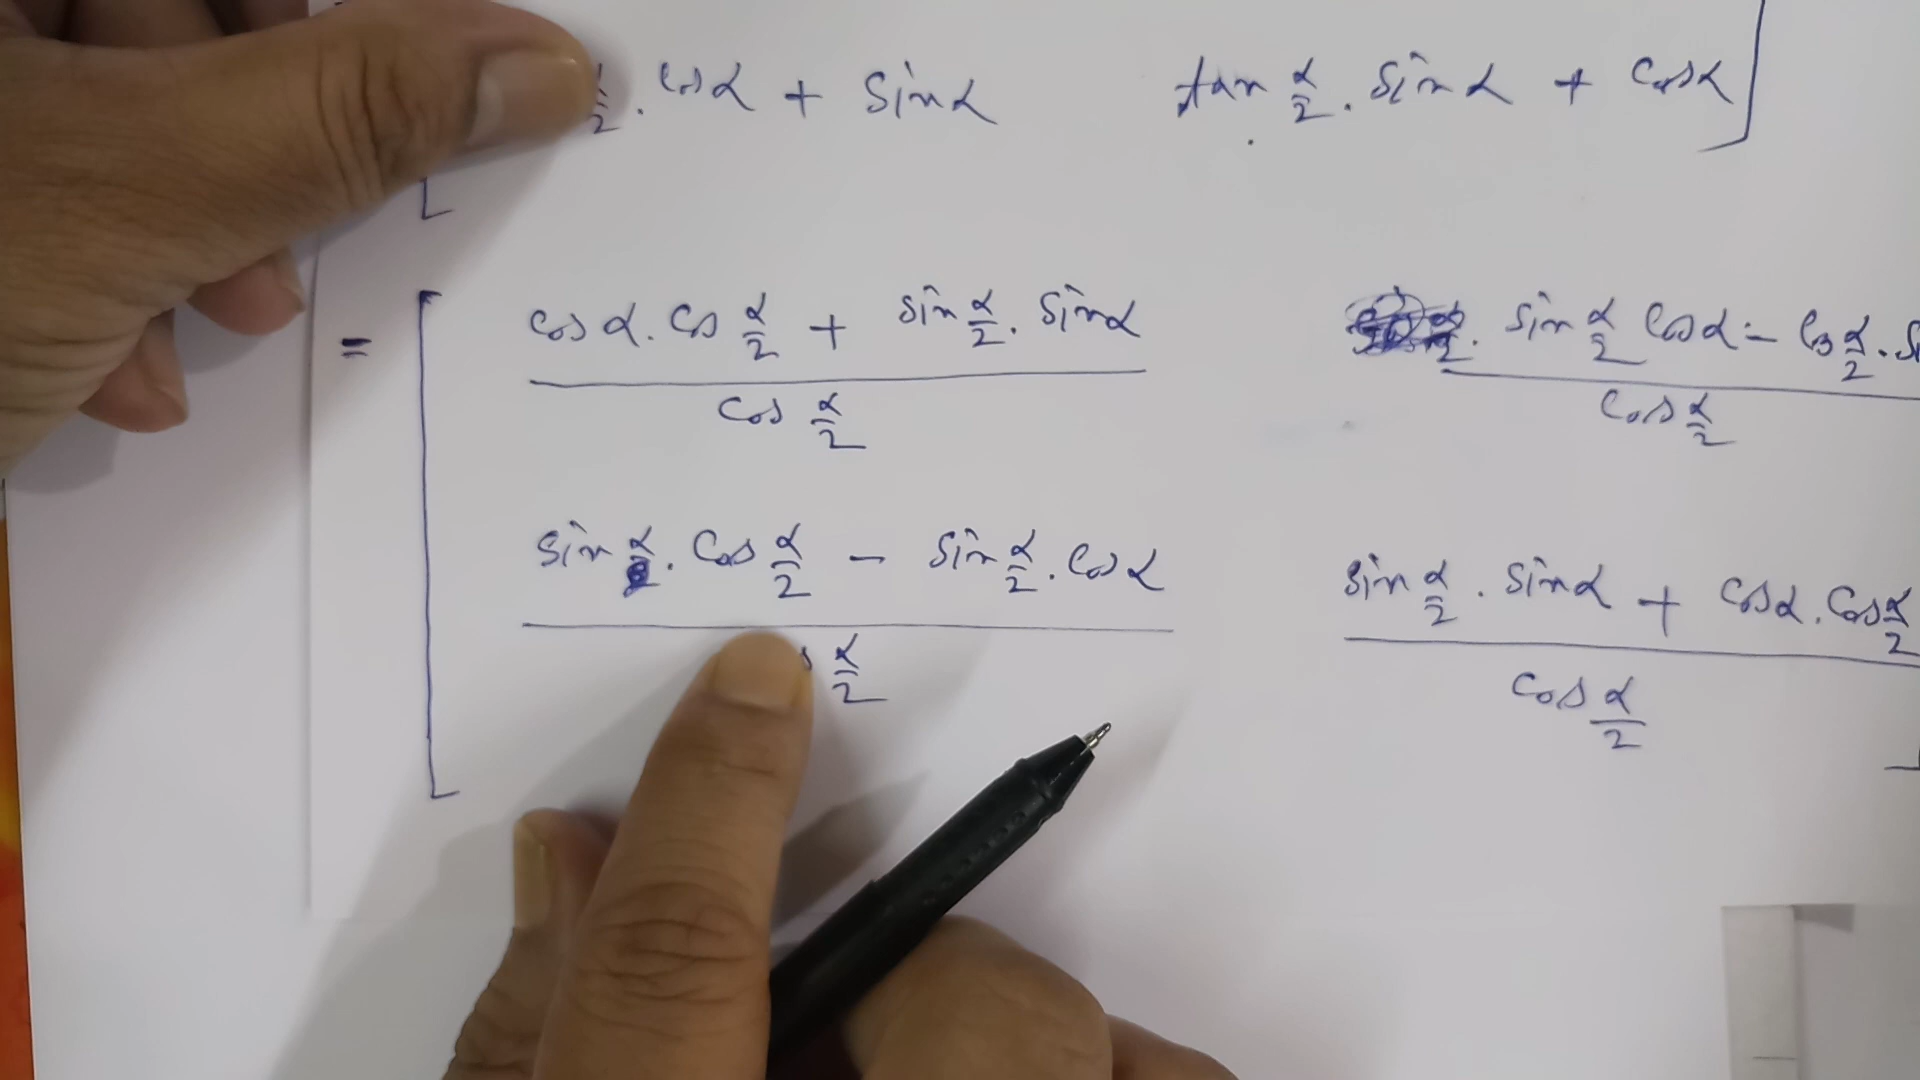 α/2 . cosα + sinα tan α/2 . sinα + cosα ]
= [ cosα . cos α/2 + sin α/2 . sinα sin α/2 cosα - cos α/2 .
cos α/2 cos α/2
sin α . cos α/2 - sin α/2 . cosα sin α/2 . sinα + cosα . cos α/2
α/2 cos α/2 ]